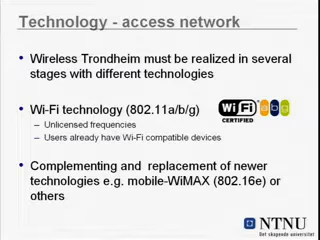 Technology - access network
• Wireless Trondheim must be realized in several
stages with different technologies
• Wi-Fi technology (802.11a/b/g)
Wi Fi a b g
CERTIFIED
– Unlicensed frequencies
– Users already have Wi-Fi compatible devices
• Complementing and replacement of newer
technologies e.g. mobile-WiMAX (802.16e) or
others
NTNU
Det skapende universitet